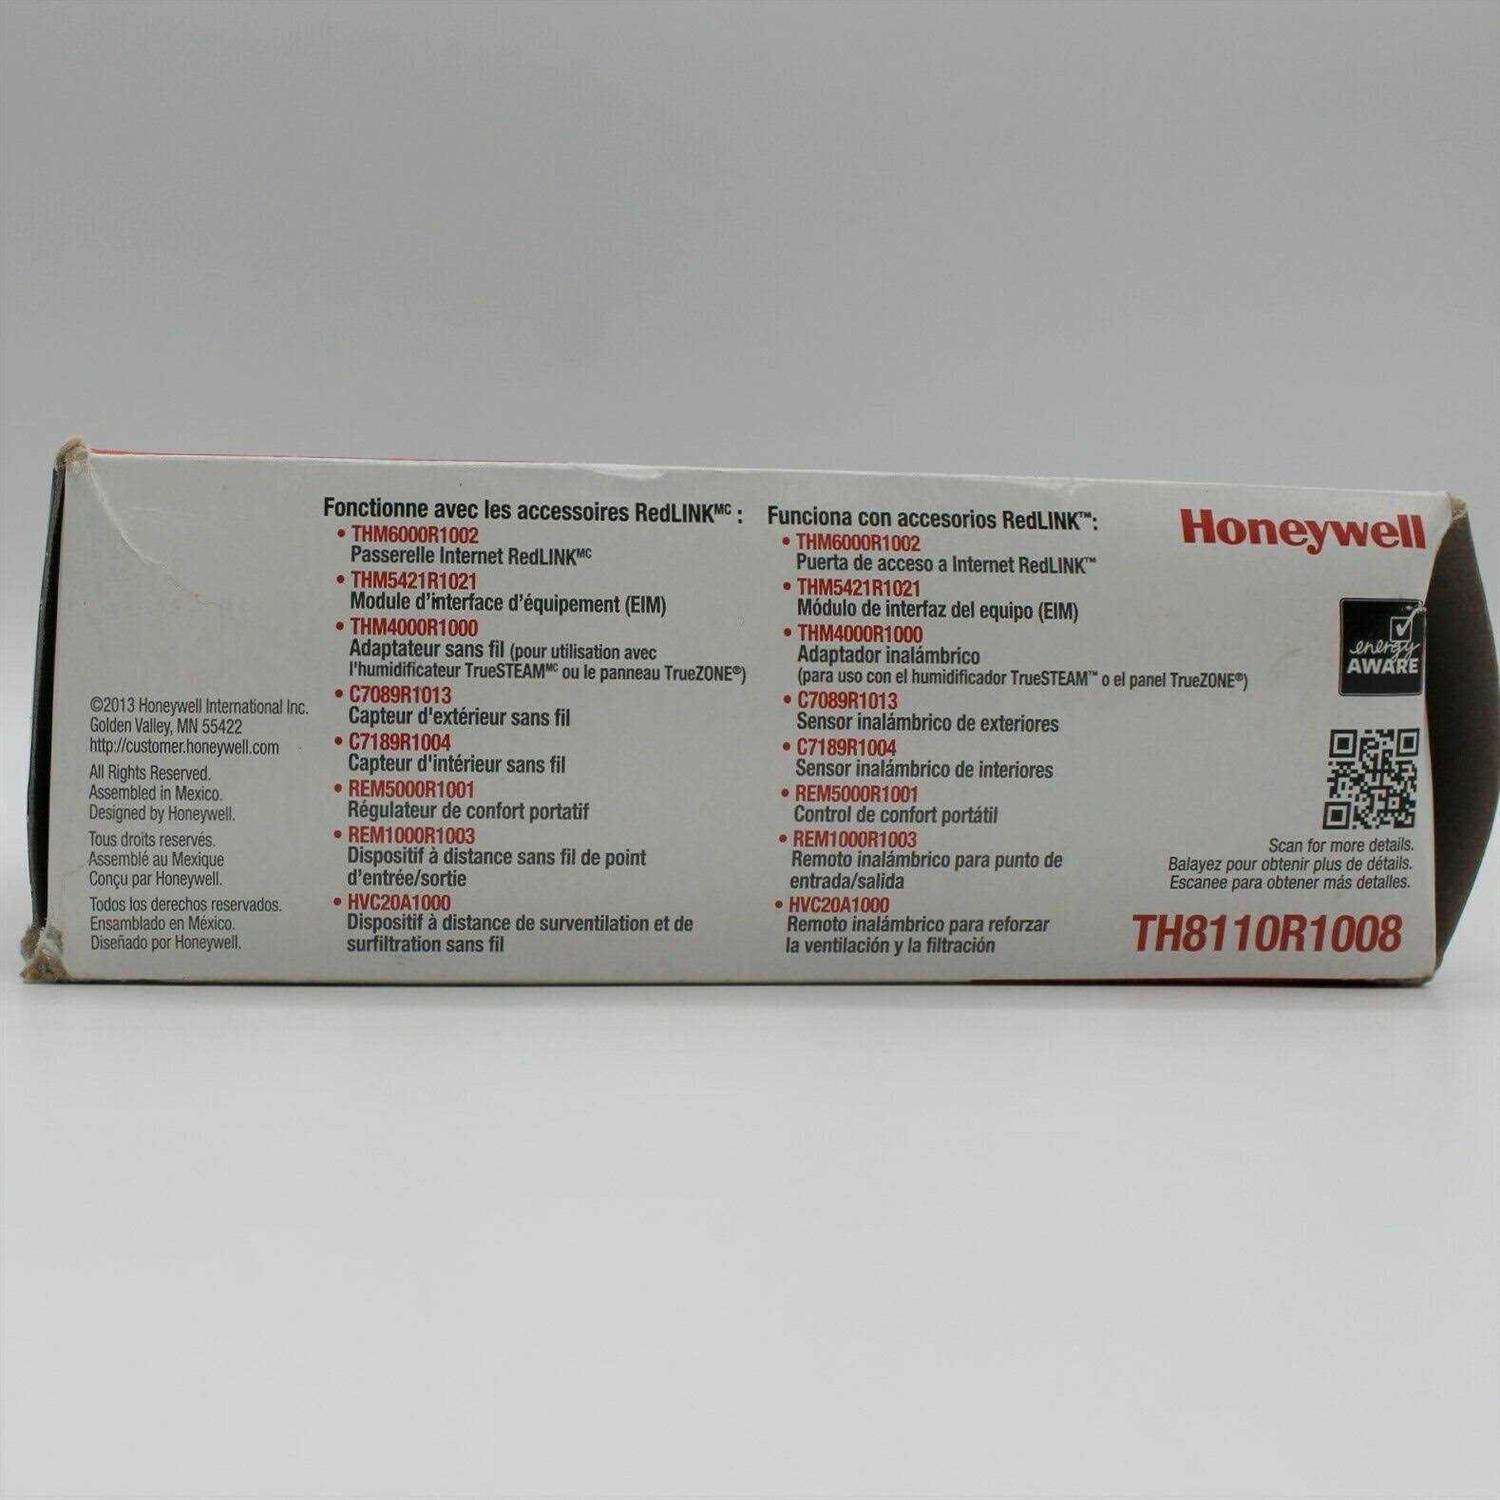 ©2013 Honeywell International Inc.
Golden Valley, MN 55422
http://customer.honeywell.com
All Rights Reserved.
Assembled in Mexico.
Designed by Honeywell.
Tous droits reservés.
Assemblé au Mexique
Conçu par Honeywell.
Todos los derechos reservados.
Ensamblado en México.
Diseñado por Honeywell.
Fonctionne avec les accessoires RedLINKᴹᶜ :
• THM6000R1002
Passerelle Internet RedLINKᴹᶜ
• THM5421R1021
Module d'interface d'équipement (EIM)
• THM4000R1000
Adaptateur sans fil (pour utilisation avec
l'humidificateur TrueSTEAMᴹᶜ ou le panneau TrueZONE®)
• C7089R1013
Capteur d'extérieur sans fil
• C7189R1004
Capteur d'intérieur sans fil
• REM5000R1001
Régulateur de confort portatif
• REM1000R1003
Dispositif à distance sans fil de point
d'entrée/sortie
• HVC20A1000
Dispositif à distance de surventilation et de
surfiltration sans fil
Funciona con accesorios RedLINK™:
• THM6000R1002
Puerta de acceso a Internet RedLINK™
• THM5421R1021
Módulo de interfaz del equipo (EIM)
• THM4000R1000
Adaptador inalámbrico
(para uso con el humidificador TrueSTEAM™ o el panel TrueZONE®)
• C7089R1013
Sensor inalámbrico de exteriores
• C7189R1004
Sensor inalámbrico de interiores
• REM5000R1001
Control de confort portátil
• REM1000R1003
Remoto inalámbrico para punto de
entrada/salida
• HVC20A1000
Remoto inalámbrico para reforzar
la ventilación y la filtración
Honeywell
energy
AWARE
Scan for more details.
Balayez pour obtenir plus de détails.
Escanee para obtener más detalles.
TH8110R1008